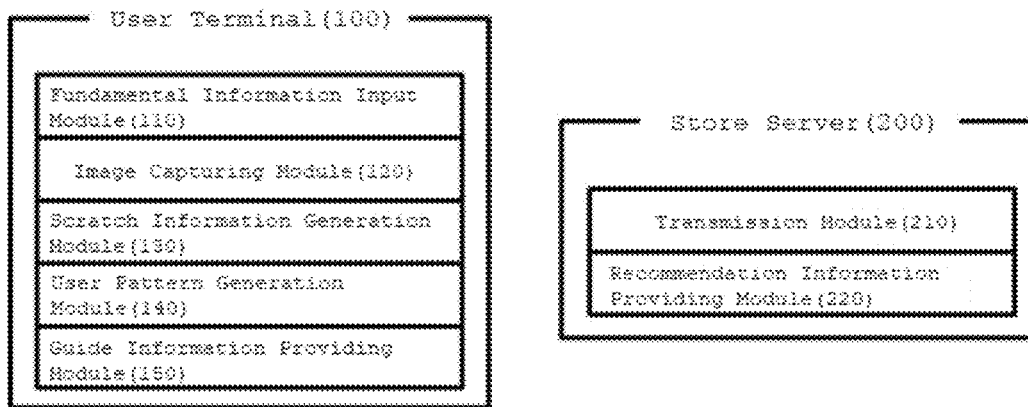 User Terminal(100)
Fundamental Information Input
Module(110)
Image Capturing Module(120)
Scratch Information Generation
Module(130)
User Pattern Generation
Module(140)
Guide Information Providing
Module(150)
Store Server(200)
Transmission Module(210)
Recommendation Information
Providing Module(220)